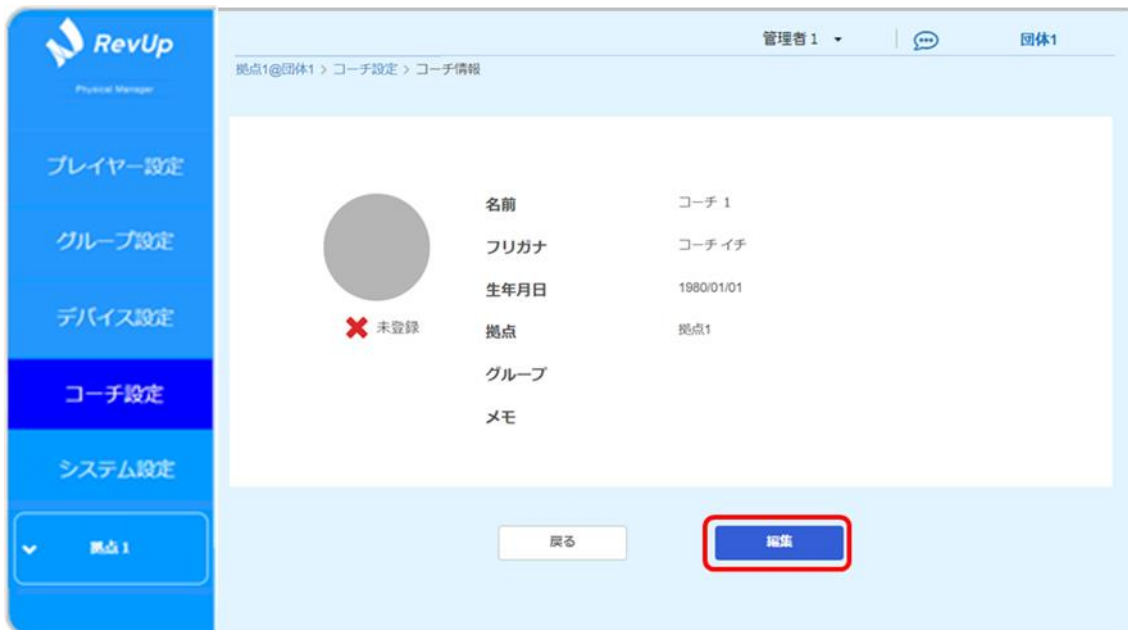 RevUp
Physical Manager
プレイヤー設定
グループ設定
デバイス設定
コーチ設定
システム設定
拠点1
管理者1
団体1
拠点1@団体1 > コーチ設定 > コーチ情報
未登録
名前 コーチ 1
フリガナ コーチ イチ
生年月日 1980/01/01
拠点 拠点1
グループ
メモ
戻る
編集